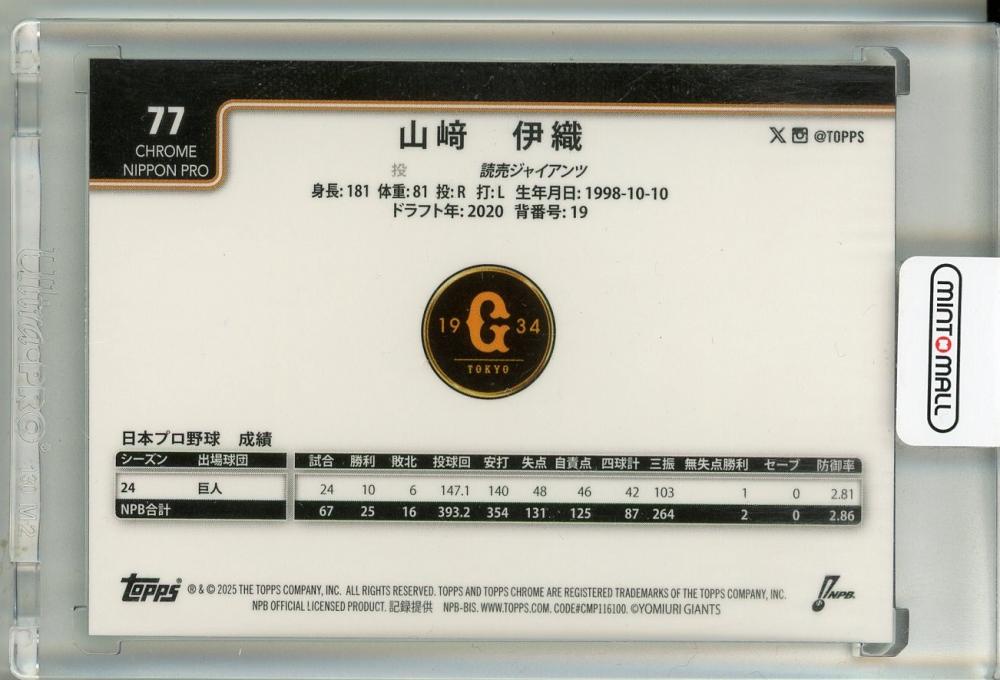 77
CHROME
NIPPON PRO
山﨑 伊織
@TOPPS
投 読売ジャイアンツ
身長: 181 体重: 81 投: R 打: L 生年月日: 1998-10-10
ドラフト年: 2020 背番号: 19
19 G 34
TOKYO
MINTOMALL
Ultra·PRO® 130 M2
日本プロ野球 成績
シーズン 出場球団 試合 勝利 敗北 投球回 安打 失点 自責点 四球計 三振 無失点勝利 セーブ 防御率
24 巨人 24 10 6 147.1 140 48 46 42 103 1 0 2.81
NPB合計 67 25 16 393.2 354 131 125 87 264 2 0 2.86
Topps ® & © 2025 THE TOPPS COMPANY, INC. ALL RIGHTS RESERVED. TOPPS AND TOPPS CHROME ARE REGISTERED TRADEMARKS OF THE TOPPS COMPANY, INC.
NPB OFFICIAL LICENSED PRODUCT. 記録提供 NPB-BIS. WWW.TOPPS.COM. CODE#CMP116100. ©YOMIURI GIANTS
NPB.